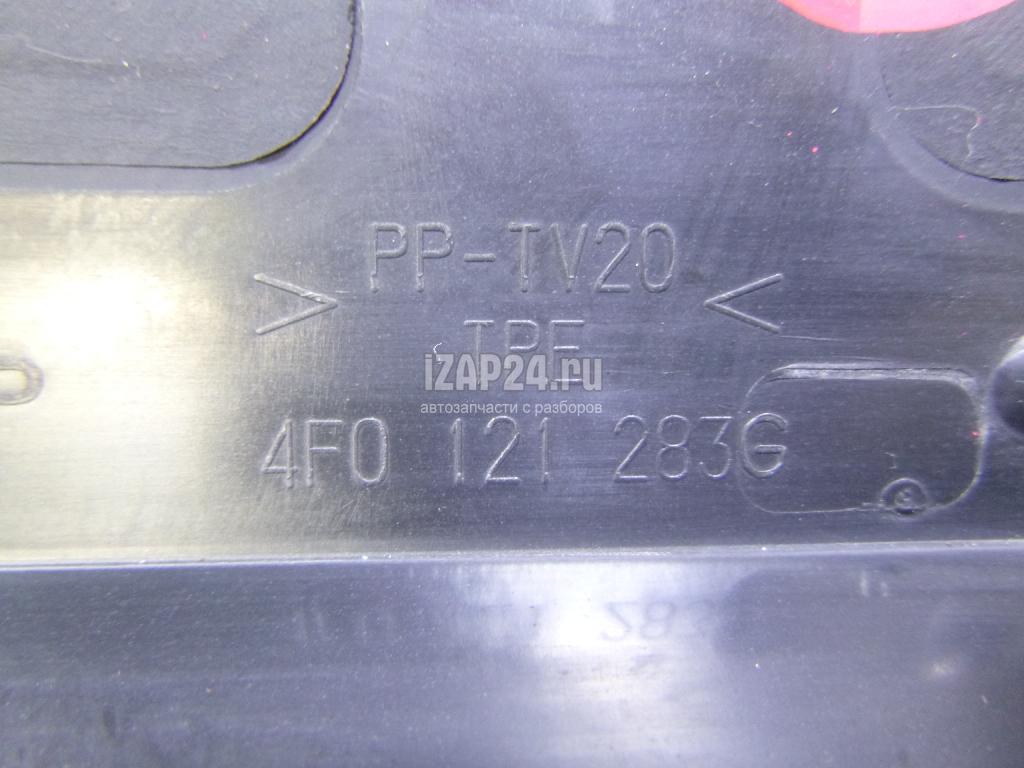 PP-TV20
> <
TPE
iZAP24.ru
автозапчасти с разборов
4F0 121 283G